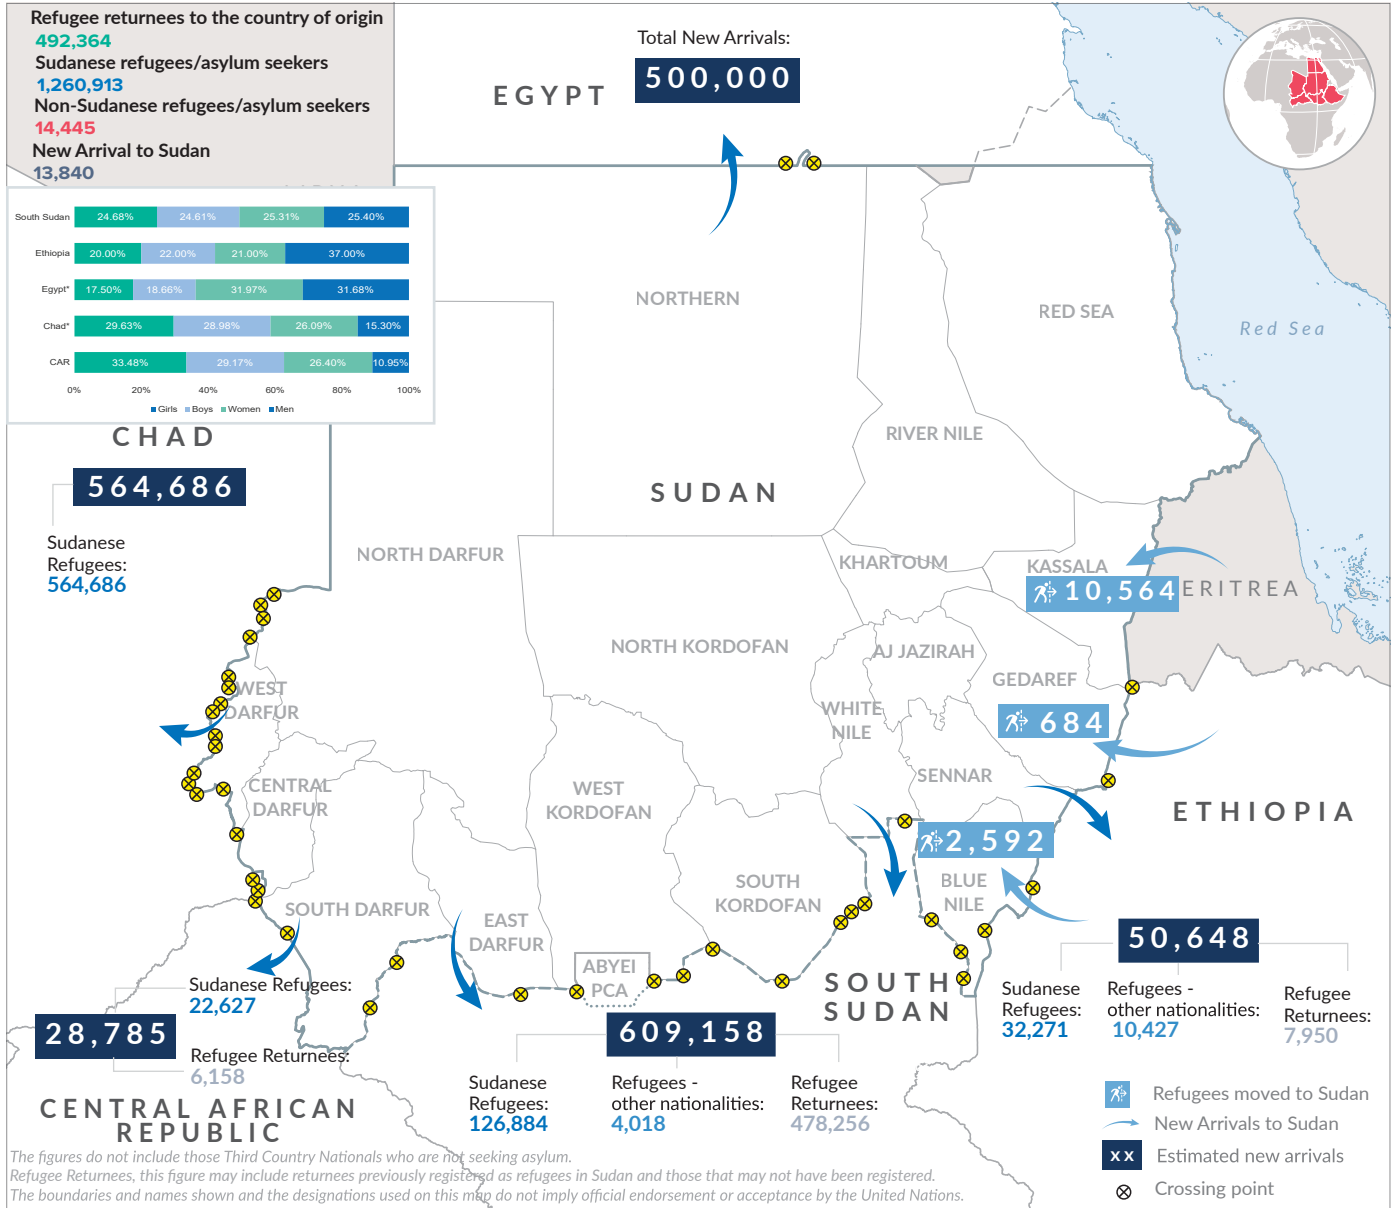 Refugee returnees to the country of origin
492,364
Sudanese refugees/asylum seekers
1,260,913
Non-Sudanese refugees/asylum seekers
14,445
New Arrival to Sudan
13,840
Total New Arrivals:
500,000
EGYPT
South Sudan 24.68% 24.61% 25.31% 25.40%
Ethiopia 20.00% 22.00% 21.00% 37.00%
Egypt* 17.50% 18.66% 31.97% 31.68%
Chad* 29.63% 28.98% 26.09% 15.30%
CAR 33.48% 29.17% 26.40% 10.95%
0% 20% 40% 60% 80% 100%
Girls Boys Women Men
NORTHERN
RED SEA
Red Sea
RIVER NILE
CHAD
564,686
Sudanese
Refugees:
564,686
SUDAN
NORTH DARFUR
KHARTOUM
KASSALA
10,564
ERITREA
NORTH KORDOFAN
AJ JAZIRAH
GEDAREF
684
WEST
DARFUR
WHITE
NILE
CENTRAL
DARFUR
WEST
KORDOFAN
SENNAR
ETHIOPIA
2,592
SOUTH
KORDOFAN
BLUE
NILE
SOUTH DARFUR
EAST
DARFUR
ABYEI
PCA
SOUTH
SUDAN
50,648
Sudanese
Refugees:
32,271
Refugees -
other nationalities:
10,427
Refugee
Returnees:
7,950
Sudanese Refugees:
22,627
28,785
Refugee Returnees:
6,158
CENTRAL AFRICAN
REPUBLIC
609,158
Sudanese
Refugees:
126,884
Refugees -
other nationalities:
4,018
Refugee
Returnees:
478,256
Refugees moved to Sudan
New Arrivals to Sudan
xx Estimated new arrivals
Crossing point
The figures do not include those Third Country Nationals who are not seeking asylum.
Refugee Returnees, this figure may include returnees previously registered as refugees in Sudan and those that may not have been registered.
The boundaries and names shown and the designations used on this map do not imply official endorsement or acceptance by the United Nations.